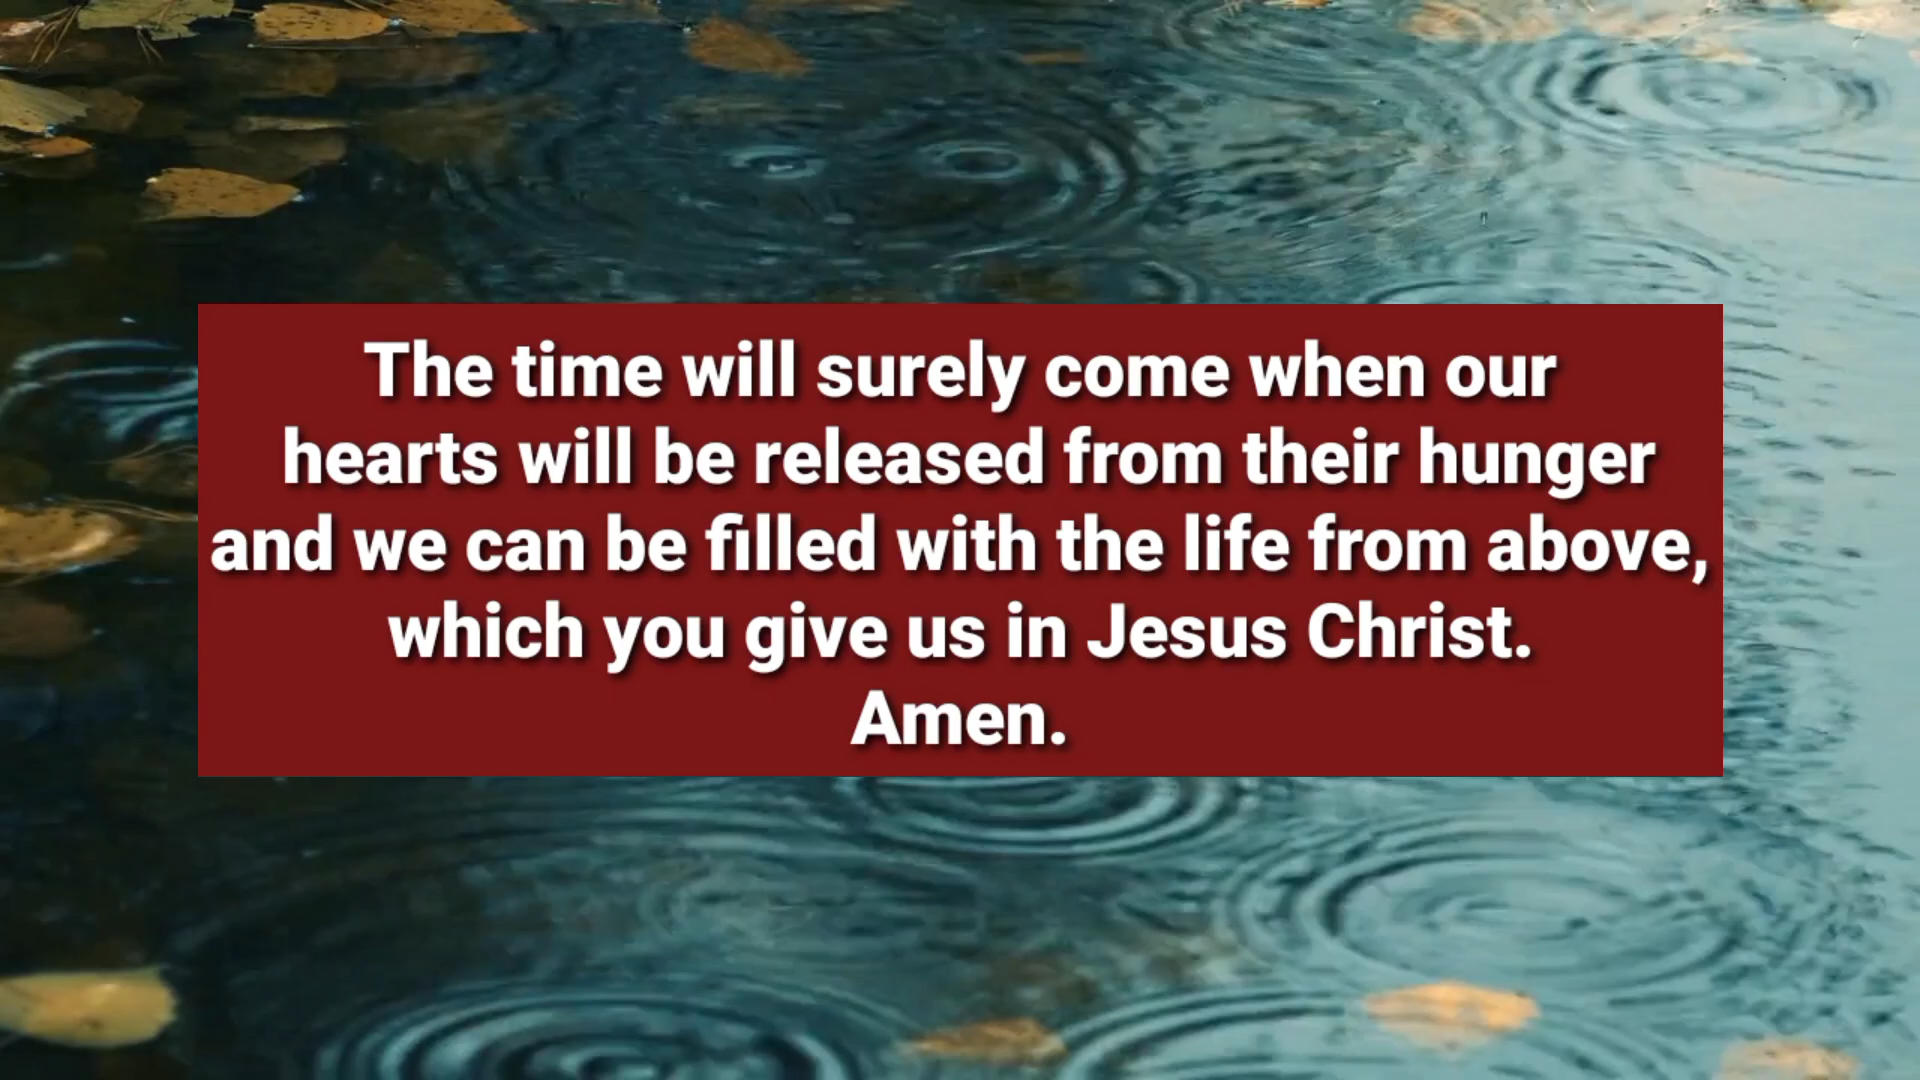 The time will surely come when our
hearts will be released from their hunger
and we can be filled with the life from above,
which you give us in Jesus Christ.
Amen.